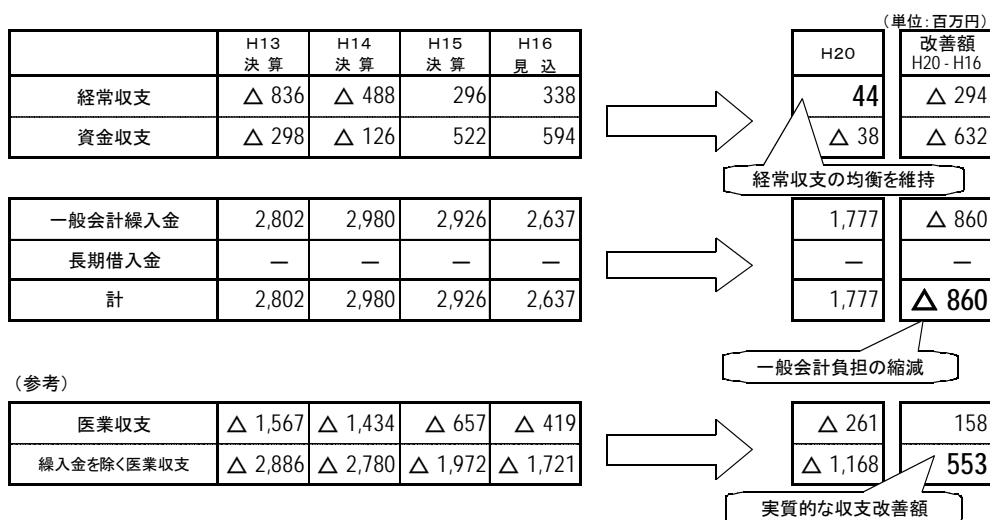 （単位：百万円）
H13 決 算 H14 決 算 H15 決 算 H16 見 込 H20 改善額 H20 - H16
経常収支 △ 836 △ 488 296 338 44 △ 294
資金収支 △ 298 △ 126 522 594 △ 38 △ 632
経常収支の均衡を維持
一般会計繰入金 2,802 2,980 2,926 2,637 1,777 △ 860
長期借入金 － － － － － －
計 2,802 2,980 2,926 2,637 1,777 △ 860
一般会計負担の縮減
（参考）
医業収支 △ 1,567 △ 1,434 △ 657 △ 419 △ 261 158
繰入金を除く医業収支 △ 2,886 △ 2,780 △ 1,972 △ 1,721 △ 1,168 553
実質的な収支改善額